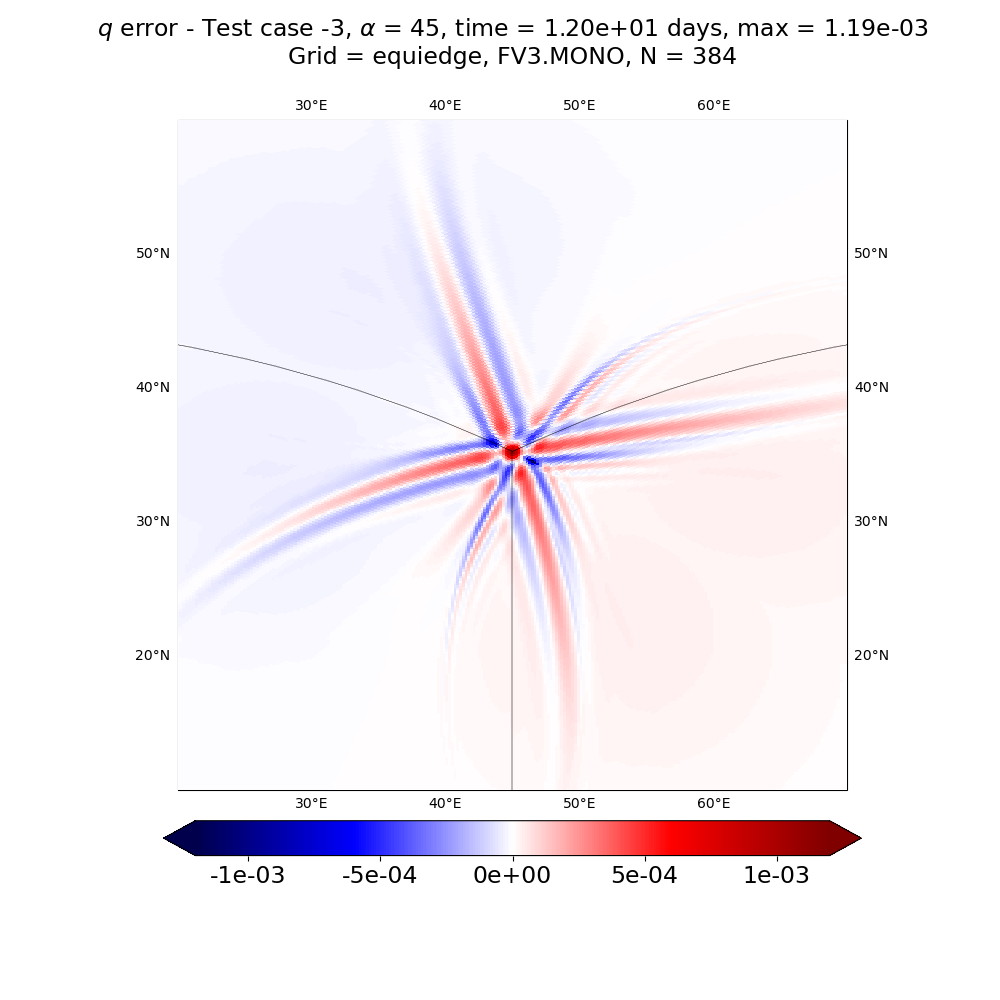 q error - Test case -3, α = 45, time = 1.20e+01 days, max = 1.19e-03
Grid = equiedge, FV3.MONO, N = 384
30°E 40°E 50°E 60°E
50°N 50°N
40°N 40°N
30°N 30°N
20°N 20°N
30°E 40°E 50°E 60°E
-1e-03 -5e-04 0e+00 5e-04 1e-03